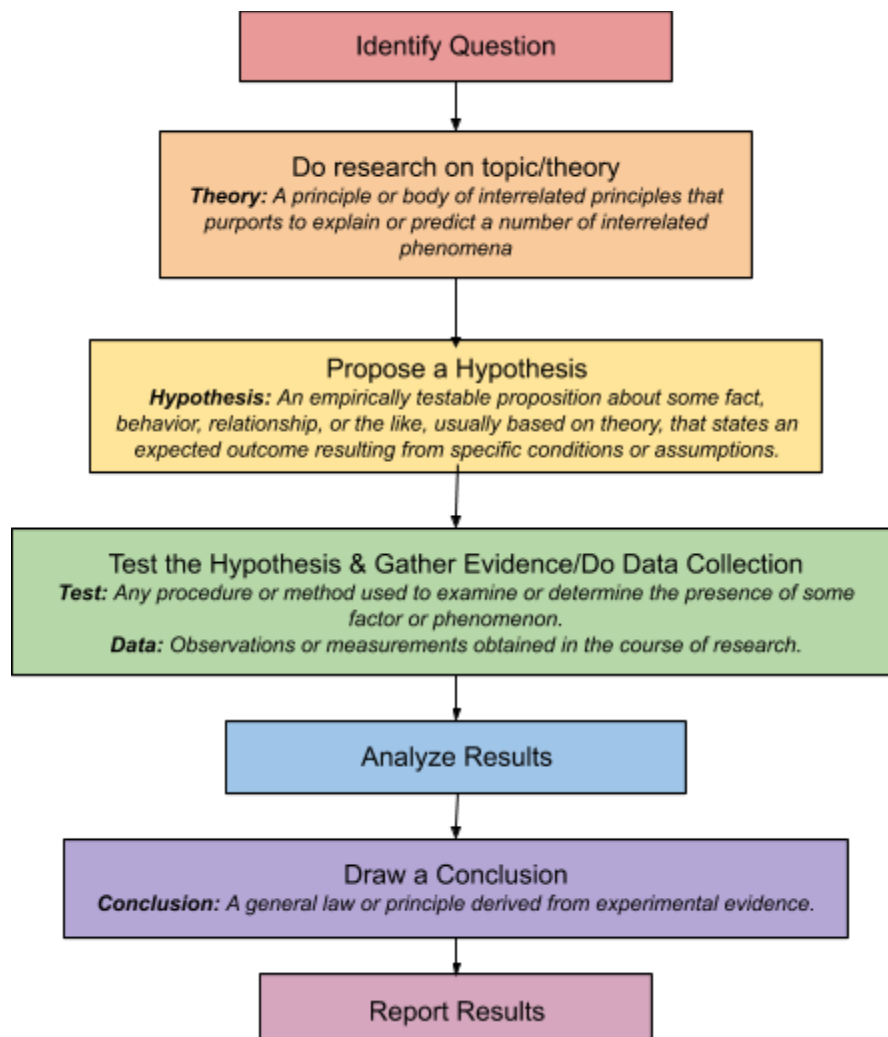 Identify Question
Do research on topic/theory
Theory: A principle or body of interrelated principles that
purports to explain or predict a number of interrelated
phenomena
Propose a Hypothesis
Hypothesis: An empirically testable proposition about some fact,
behavior, relationship, or the like, usually based on theory, that states an
expected outcome resulting from specific conditions or assumptions.
Test the Hypothesis & Gather Evidence/Do Data Collection
Test: Any procedure or method used to examine or determine the presence of some
factor or phenomenon.
Data: Observations or measurements obtained in the course of research.
Analyze Results
Draw a Conclusion
Conclusion: A general law or principle derived from experimental evidence.
Report Results